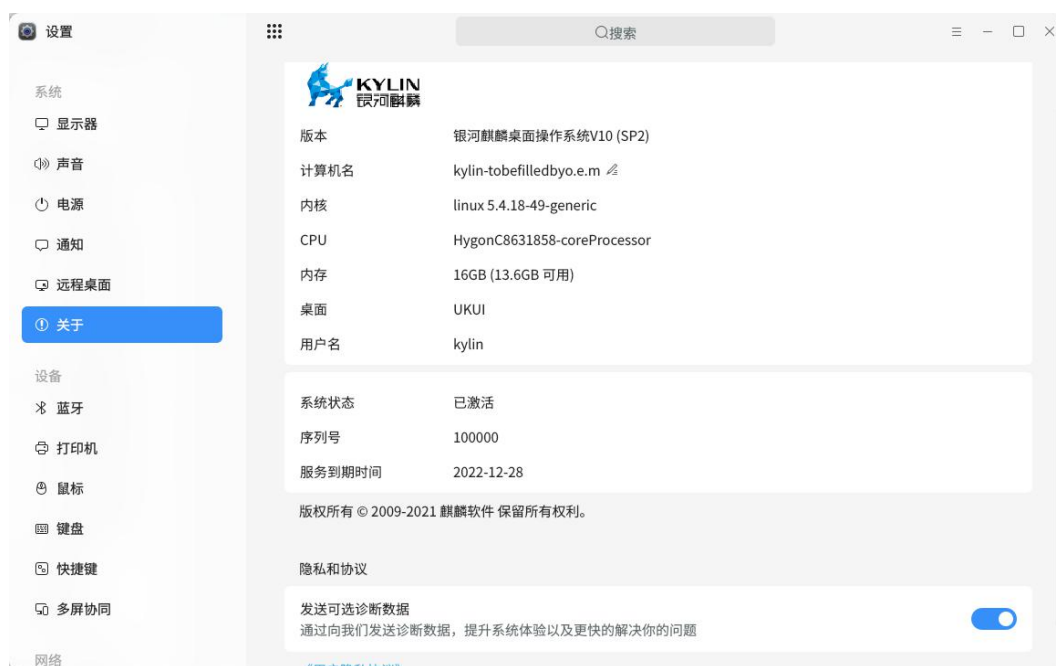 设置
搜索
系统
显示器
声音
电源
通知
远程桌面
关于
设备
蓝牙
打印机
鼠标
键盘
快捷键
多屏协同
网络
KYLIN
银河麒麟
版本 银河麒麟桌面操作系统V10 (SP2)
计算机名 kylin-tobefilledbyo.e.m
内核 linux 5.4.18-49-generic
CPU HygonC8631858-coreProcessor
内存 16GB (13.6GB 可用)
桌面 UKUI
用户名 kylin
系统状态 已激活
序列号 100000
服务到期时间 2022-12-28
版权所有 © 2009-2021 麒麟软件 保留所有权利。
隐私和协议
发送可选诊断数据
通过向我们发送诊断数据，提升系统体验以及更快的解决你的问题